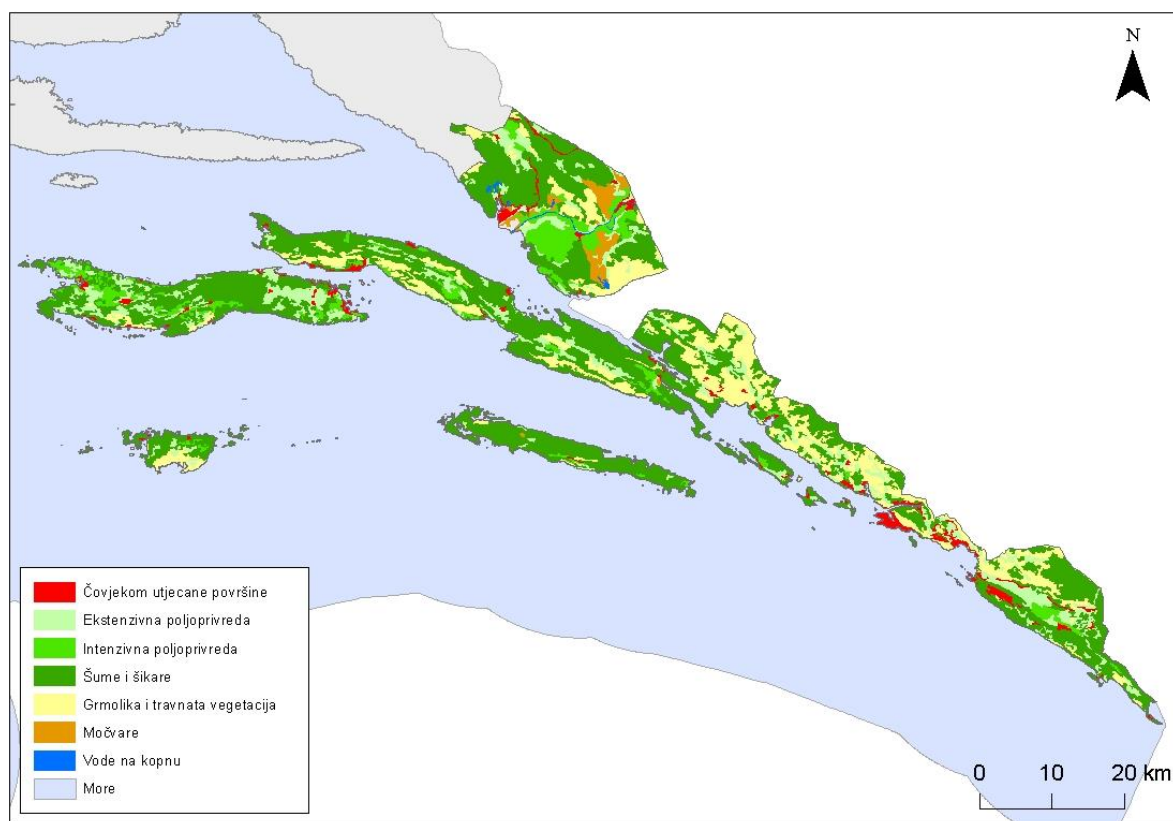 N
Čovjekom utjecane površine
Ekstenzivna poljoprivreda
Intenzivna poljoprivreda
Šume i šikare
Grmolika i travnata vegetacija
Močvare
Vode na kopnu
More
0 10 20 km